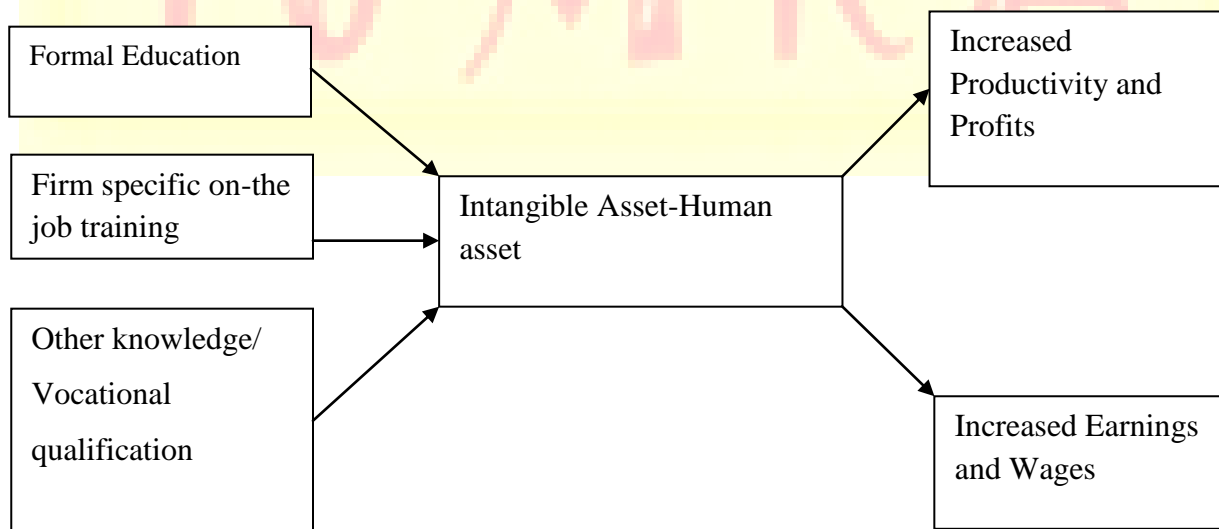 Formal Education
Firm specific on-the
job training
Other knowledge/
Vocational
qualification
Intangible Asset-Human
asset
Increased
Productivity and
Profits
Increased Earnings
and Wages